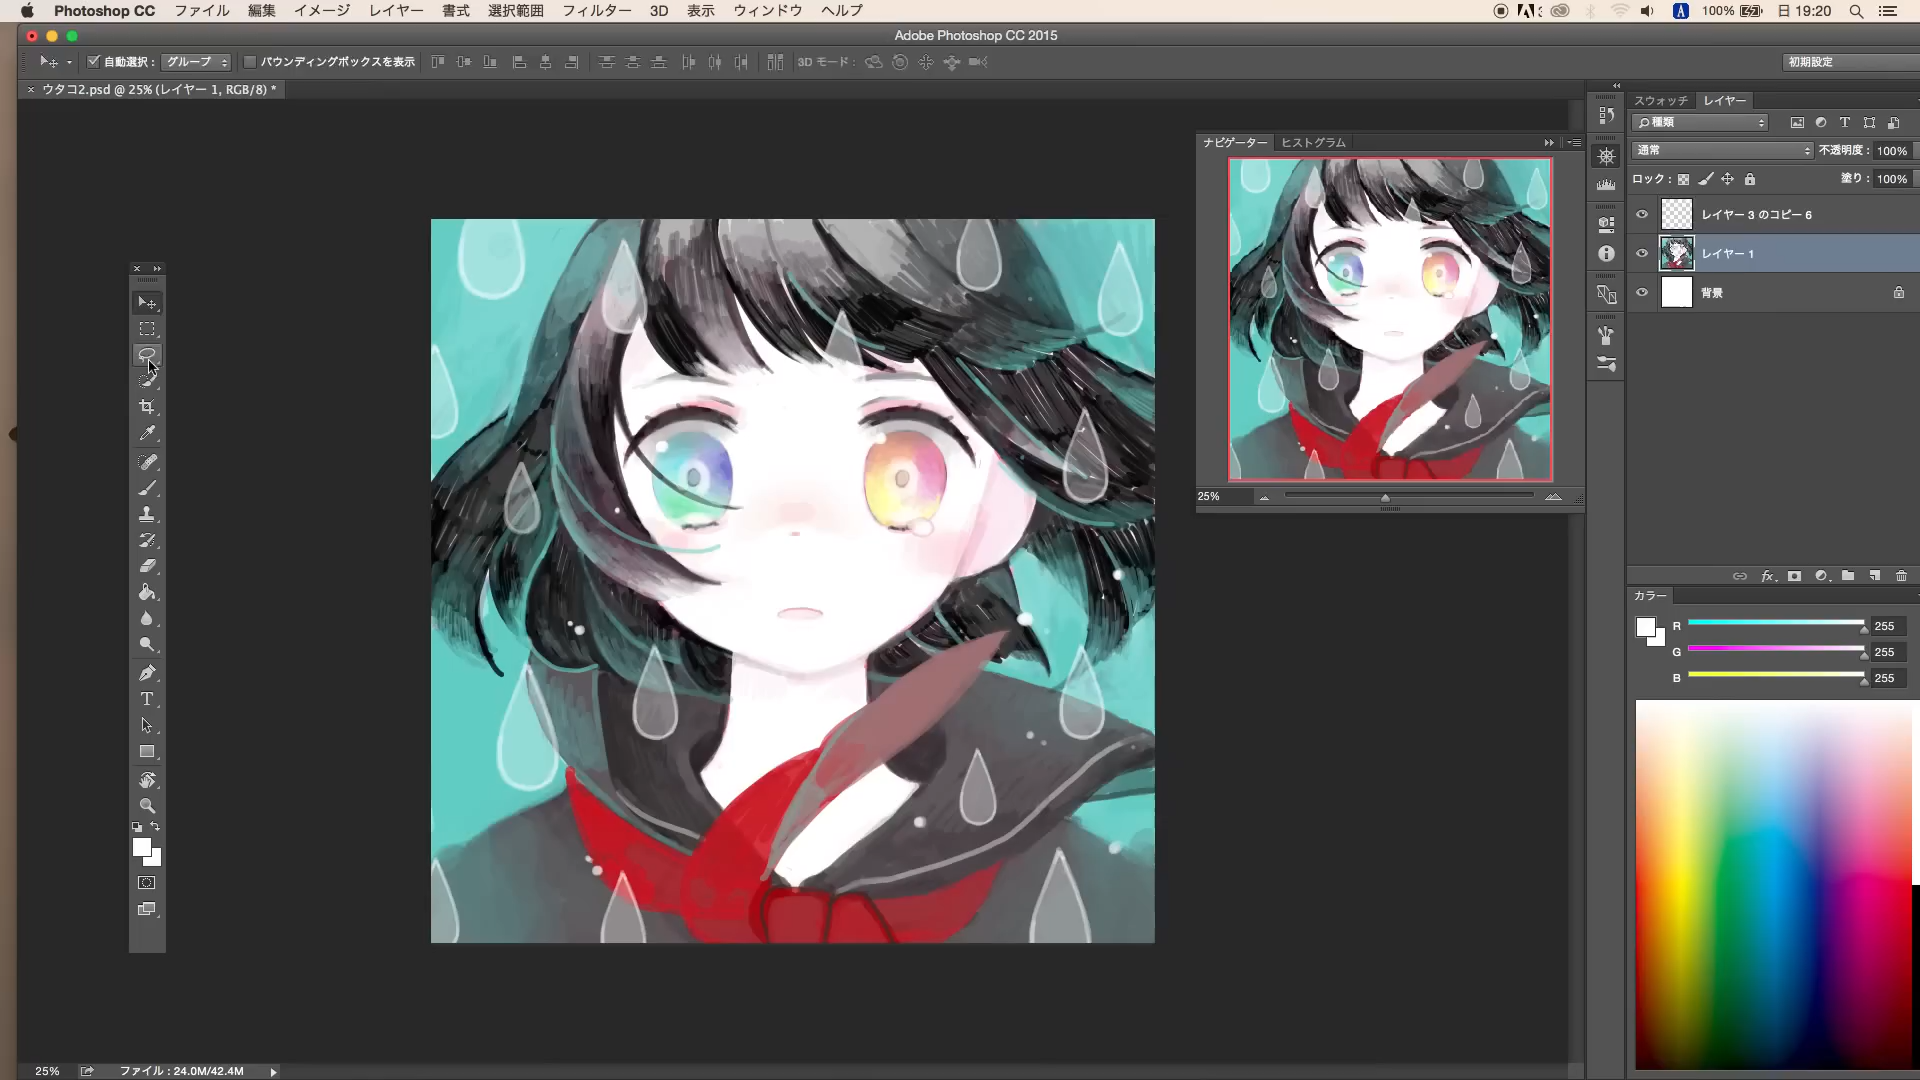 Photoshop CC ファイル 編集 イメージ レイヤー 書式 選択範囲 フィルター 3D 表示 ウィンドウ ヘルプ A 100% 日 19:20
Adobe Photoshop CC 2015
自動選択 : グループ バウンディングボックスを表示 3D モード : 初期設定
× ウタコ2.psd @ 25% (レイヤー 1, RGB/8) *
スウォッチ レイヤー
種類
通常 不透明度 : 100%
ロック : 塗り : 100%
レイヤー 3 のコピー 6
レイヤー 1
背景
ナビゲーター ヒストグラム
25%
fx
カラー
R 255
G 255
B 255
25% ファイル : 24.0M/42.4M